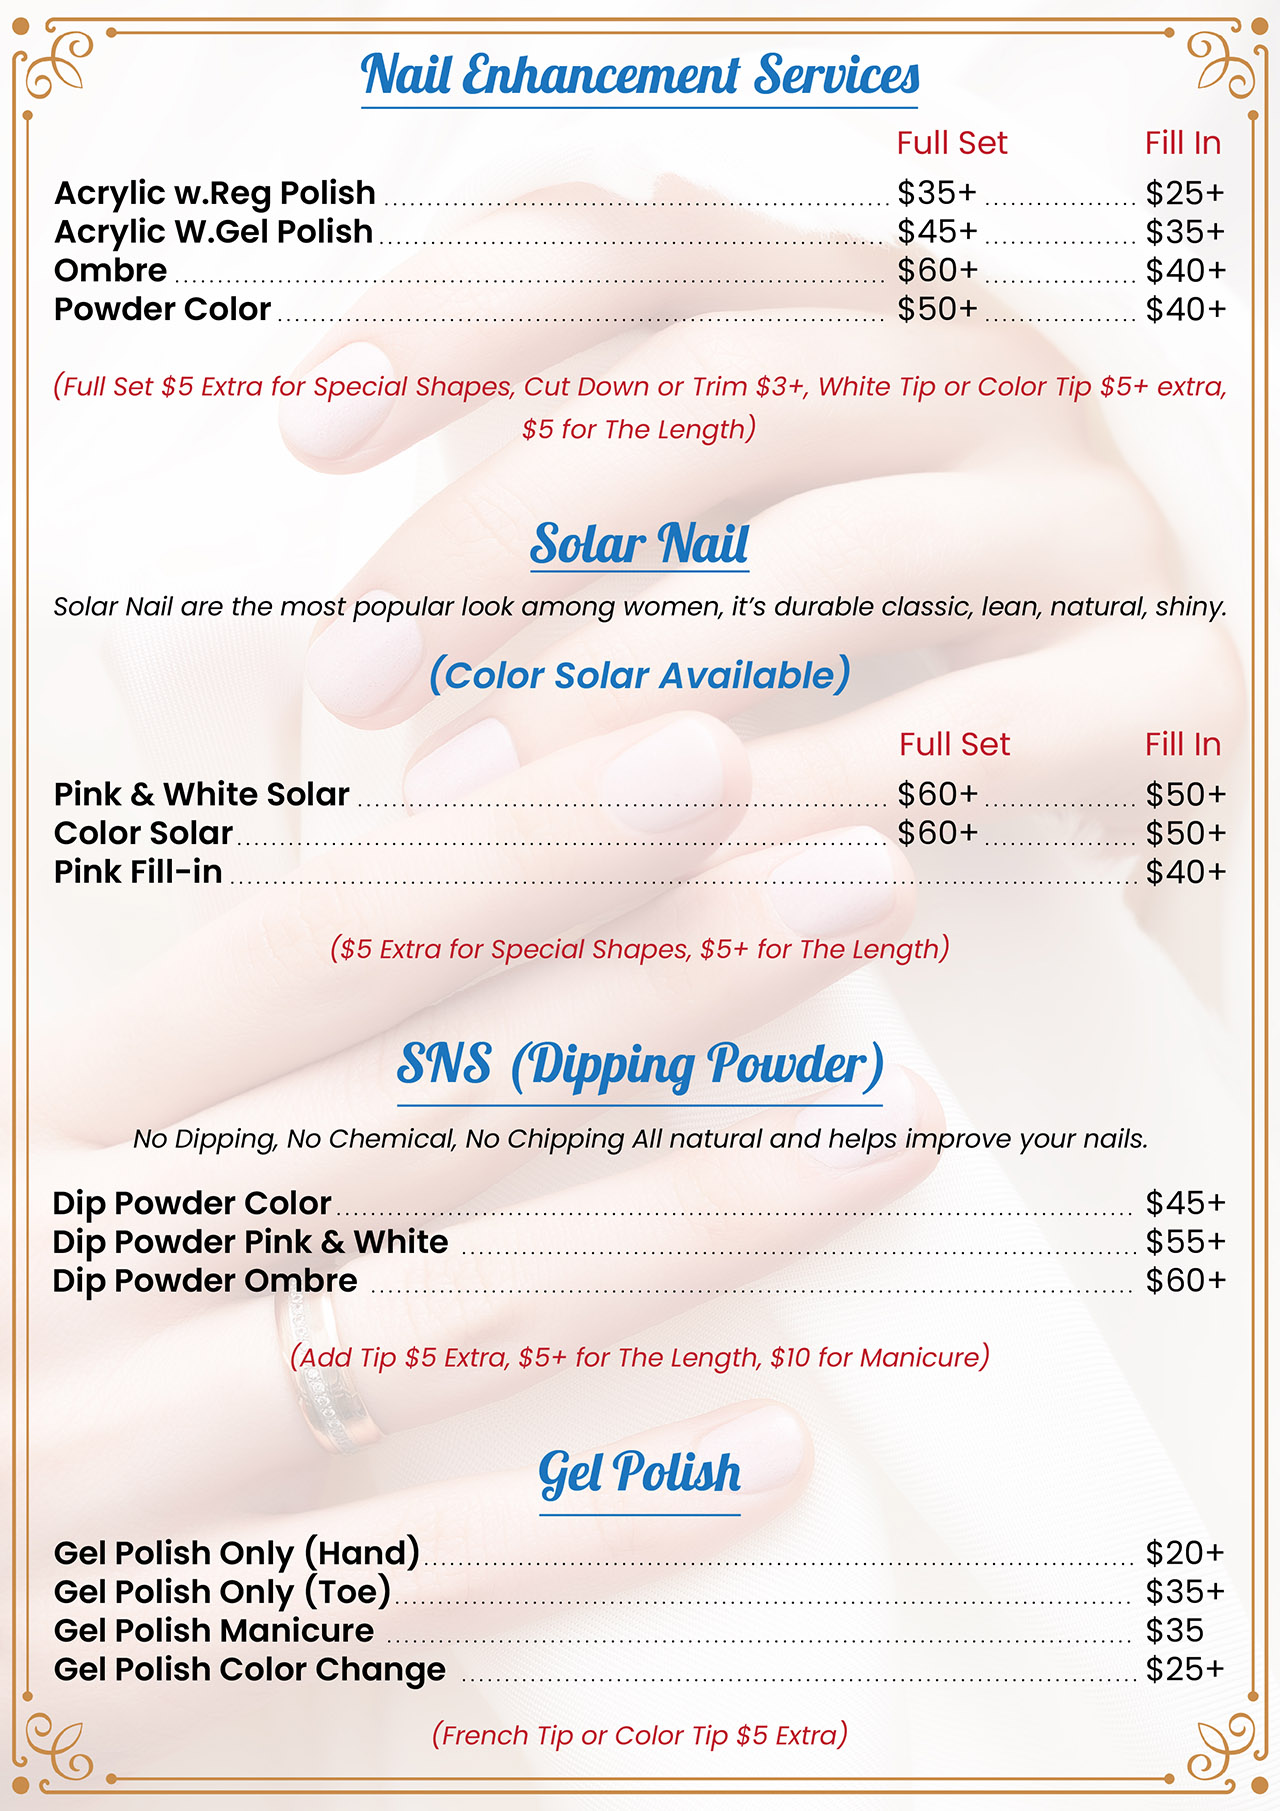 Nail Enhancement Services
Full Set Fill In
Acrylic w.Reg Polish $35+ $25+
Acrylic W.Gel Polish $45+ $35+
Ombre $60+ $40+
Powder Color $50+ $40+
(Full Set $5 Extra for Special Shapes, Cut Down or Trim $3+, White Tip or Color Tip $5+ extra,
$5 for The Length)
Solar Nail
Solar Nail are the most popular look among women, it's durable classic, lean, natural, shiny.
(Color Solar Available)
Full Set Fill In
Pink & White Solar $60+ $50+
Color Solar $60+ $50+
Pink Fill-in $40+
($5 Extra for Special Shapes, $5+ for The Length)
SNS (Dipping Powder)
No Dipping, No Chemical, No Chipping All natural and helps improve your nails.
Dip Powder Color $45+
Dip Powder Pink & White $55+
Dip Powder Ombre $60+
(Add Tip $5 Extra, $5+ for The Length, $10 for Manicure)
Gel Polish
Gel Polish Only (Hand) $20+
Gel Polish Only (Toe) $35+
Gel Polish Manicure $35
Gel Polish Color Change $25+
(French Tip or Color Tip $5 Extra)